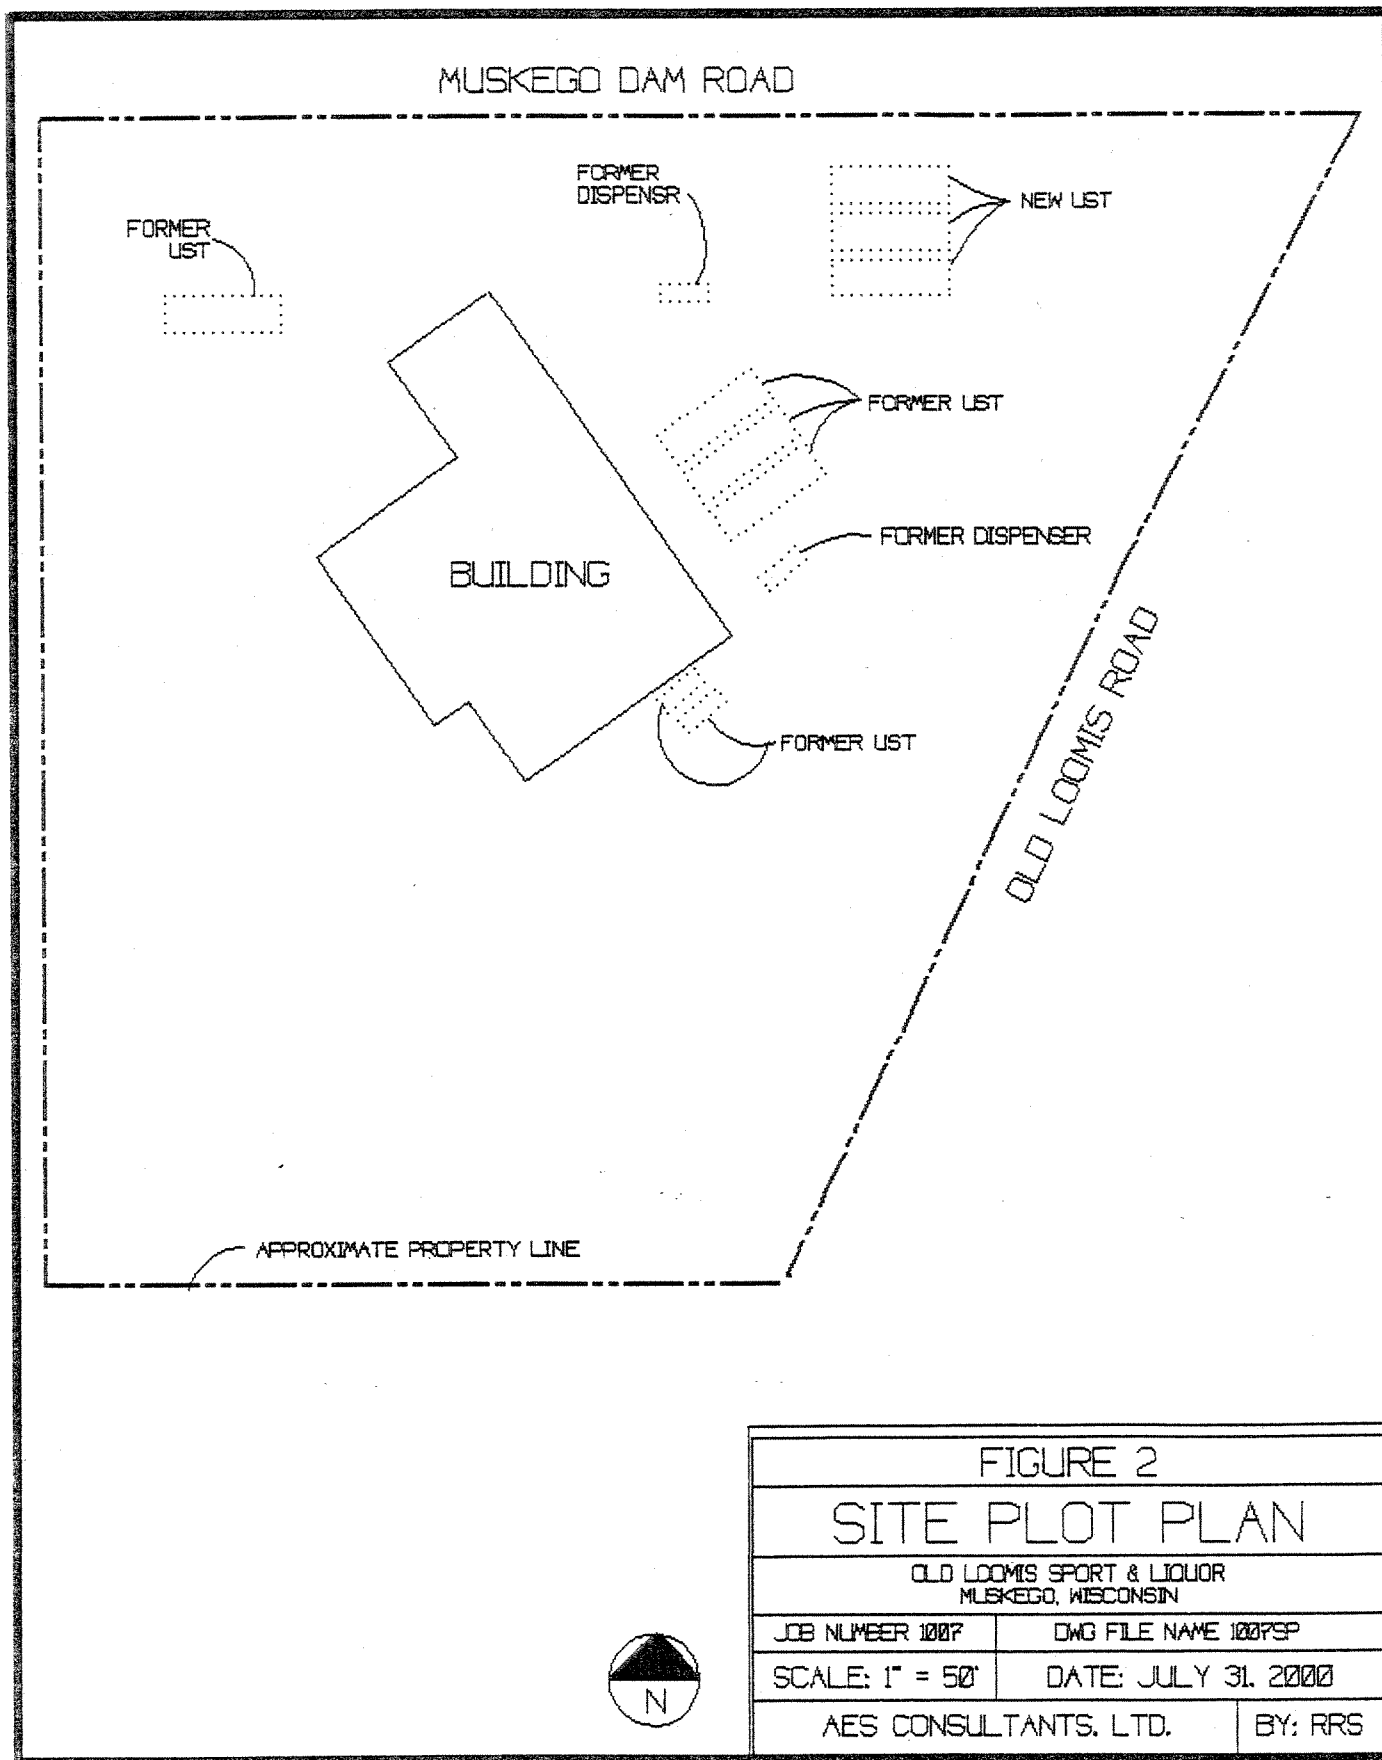 MUSKEGO DAM ROAD
FORMER
DISPENSR
NEW UST
FORMER
UST
FORMER UST
FORMER DISPENSER
BUILDING
OLD LOOMIS ROAD
FORMER UST
APPROXIMATE PROPERTY LINE
FIGURE 2
SITE PLOT PLAN
OLD LOOMIS SPORT & LIQUOR
MUSKEGO, WISCONSIN
JOB NUMBER 1007
DWG FILE NAME 1007SP
SCALE: 1" = 50'
DATE: JULY 31. 2000
N
AES CONSULTANTS. LTD.
BY: RRS